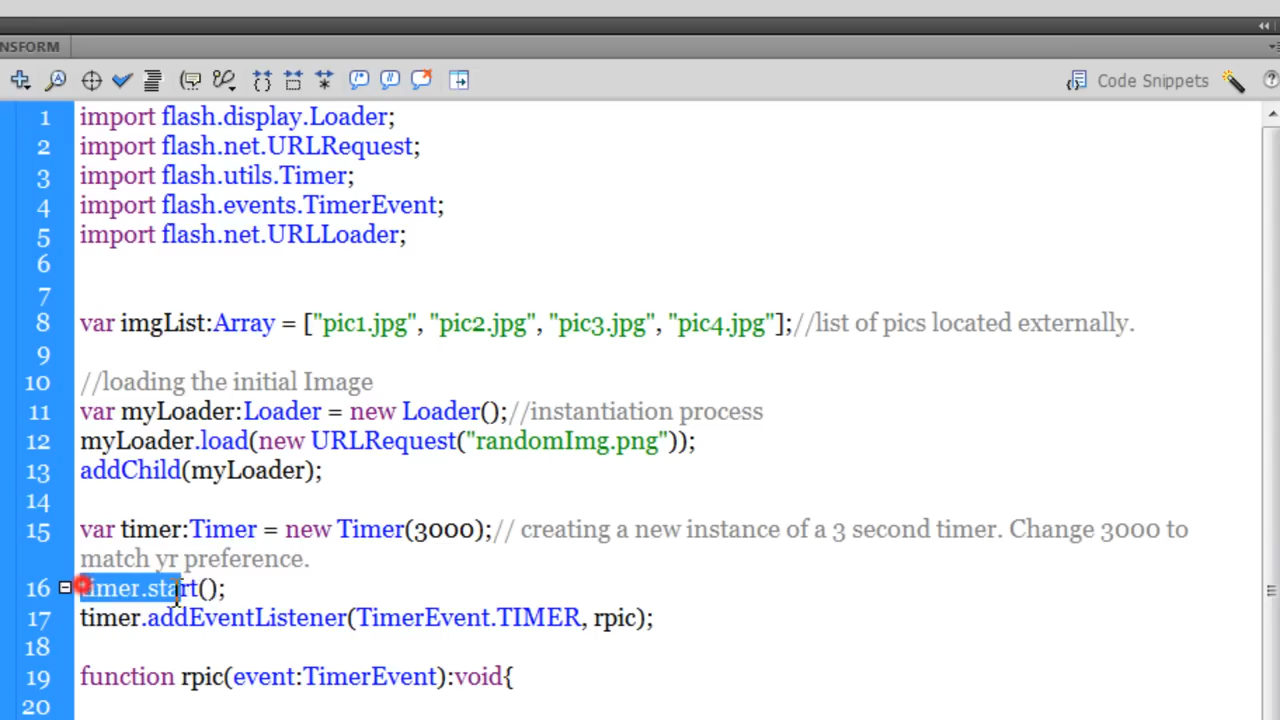 NSFORM
Code Snippets
1 import flash.display.Loader;
2 import flash.net.URLRequest;
3 import flash.utils.Timer;
4 import flash.events.TimerEvent;
5 import flash.net.URLLoader;
6
7
8 var imgList:Array = ["pic1.jpg", "pic2.jpg", "pic3.jpg", "pic4.jpg"];//list of pics located externally.
9
10 //loading the initial Image
11 var myLoader:Loader = new Loader();//instantiation process
12 myLoader.load(new URLRequest("randomImg.png"));
13 addChild(myLoader);
14
15 var timer:Timer = new Timer(3000);// creating a new instance of a 3 second timer. Change 3000 to
match yr preference.
16 timer.start();
17 timer.addEventListener(TimerEvent.TIMER, rpic);
18
19 function rpic(event:TimerEvent):void{
20